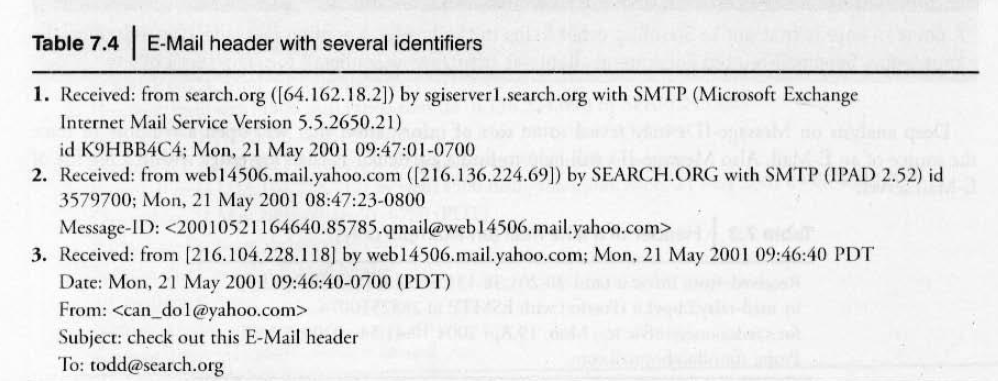 Table 7.4 E-Mail header with several identifiers
1. Received: from search.org ([64.162.18.2]) by sgiserver1.search.org with SMTP (Microsoft Exchange
Internet Mail Service Version 5.5.2650.21)
id K9HBB4C4; Mon, 21 May 2001 09:47:01-0700
2. Received: from web14506.mail.yahoo.com ([216.136.224.69]) by SEARCH.ORG with SMTP (IPAD 2.52) id
3579700; Mon, 21 May 2001 08:47:23-0800
Message-ID: <20010521164640.85785.qmail@web14506.mail.yahoo.com>
3. Received: from [216.104.228.118] by web14506.mail.yahoo.com; Mon, 21 May 2001 09:46:40 PDT
Date: Mon, 21 May 2001 09:46:40-0700 (PDT)
From: <can_do1@yahoo.com>
Subject: check out this E-Mail header
To: todd@search.org